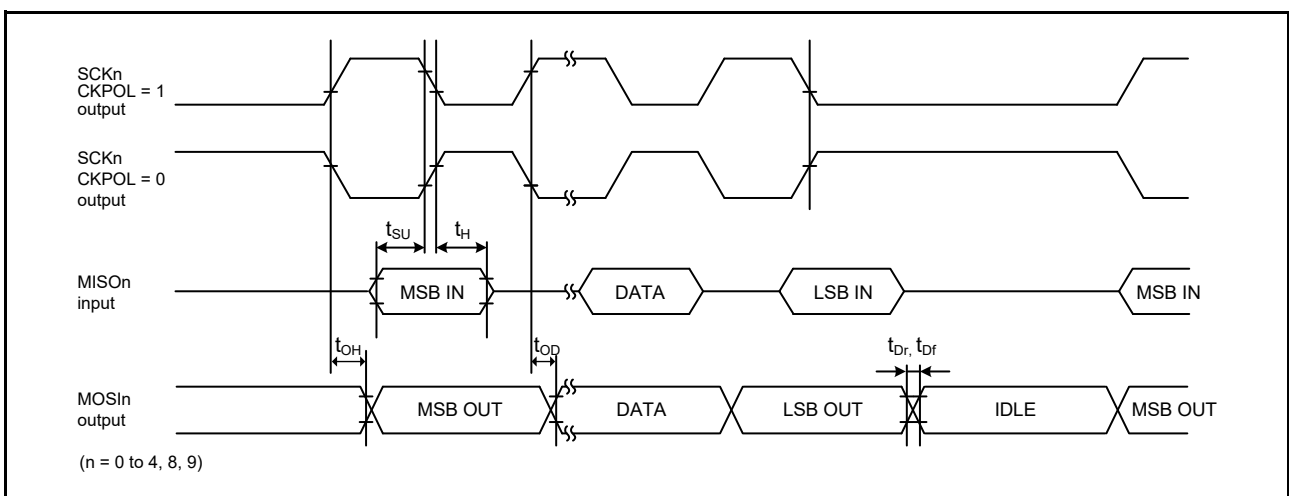 SCKn
CKPOL = 1
output
SCKn
CKPOL = 0
output
tSU tH
MISOn
input
MSB IN DATA LSB IN MSB IN
tOH tOD tDr, tDf
MOSIn
output
MSB OUT DATA LSB OUT IDLE MSB OUT
(n = 0 to 4, 8, 9)